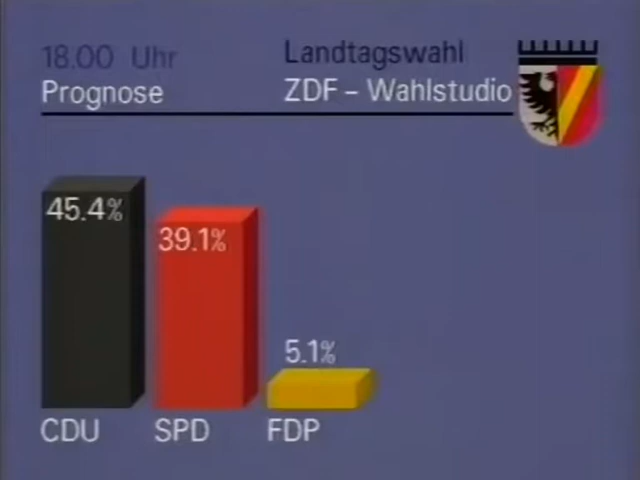 18.00 Uhr
Prognose
Landtagswahl
ZDF – Wahlstudio
45.4%
39.1%
5.1%
CDU
SPD
FDP